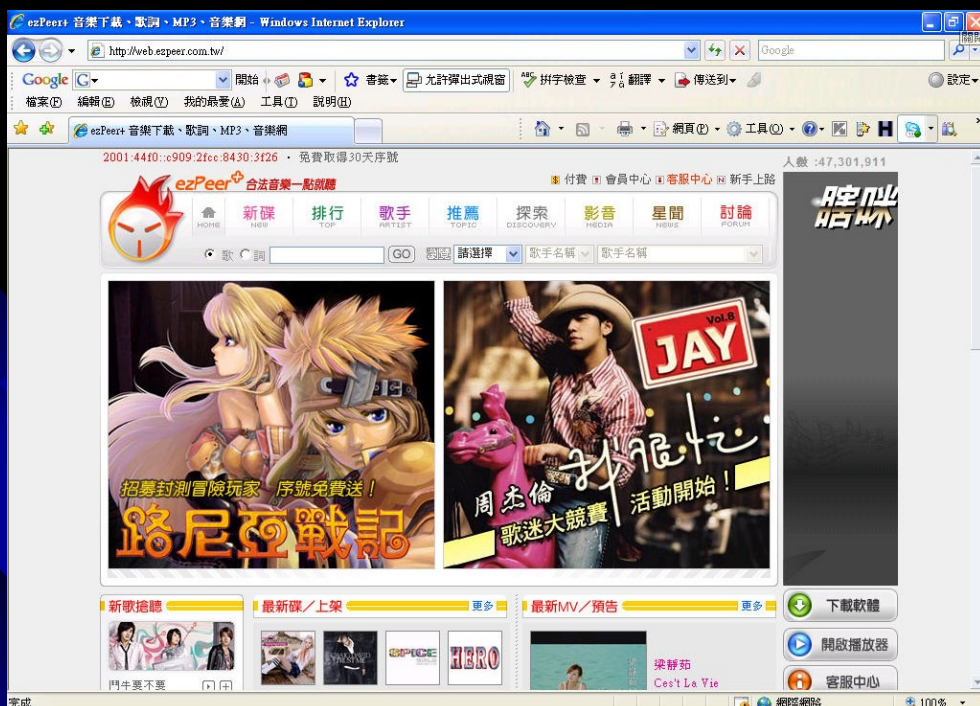 ezPeer+ 音樂下載、歌詞、MP3、音樂網 - Windows Internet Explorer
http://web.ezpeer.com.tw/
Google
Google G 開始 書籤 允許彈出式視窗 拼字檢查 翻譯 傳送到 設定
檔案(F) 編輯(E) 檢視(V) 我的最愛(A) 工具(T) 說明(H)
ezPeer+ 音樂下載、歌詞、MP3、音樂網
網頁(P) 工具(O)
2001:44f0::c909:2fcc:8430:3f26 · 免費取得30天序號
人數 :47,301,911
ezPeer+ 合法音樂一點就聽
$ 付費 會員中心 客服中心 N 新手上路
HOME
新碟 NEW
排行 TOP
歌手 ARTIST
推薦 TOPIC
探索 DISCOVERY
影音 MEDIA
星聞 NEWS
討論 FORUM
歌 詞 GO 請選擇 歌手名稱 歌手名稱
瞎咪
招募封測冒險玩家 序號免費送！
路尼亞戰記
Vol.8
JAY
我很忙
周杰倫
歌迷大競賽
活動開始！
新歌搶聽
最新碟／上架 更多
最新MV／預告 更多
下載軟體
開啟播放器
客服中心
SPICE
HERO
鬥牛要不要
梁靜茹
Ces't La Vie
完成
網際網路 100%